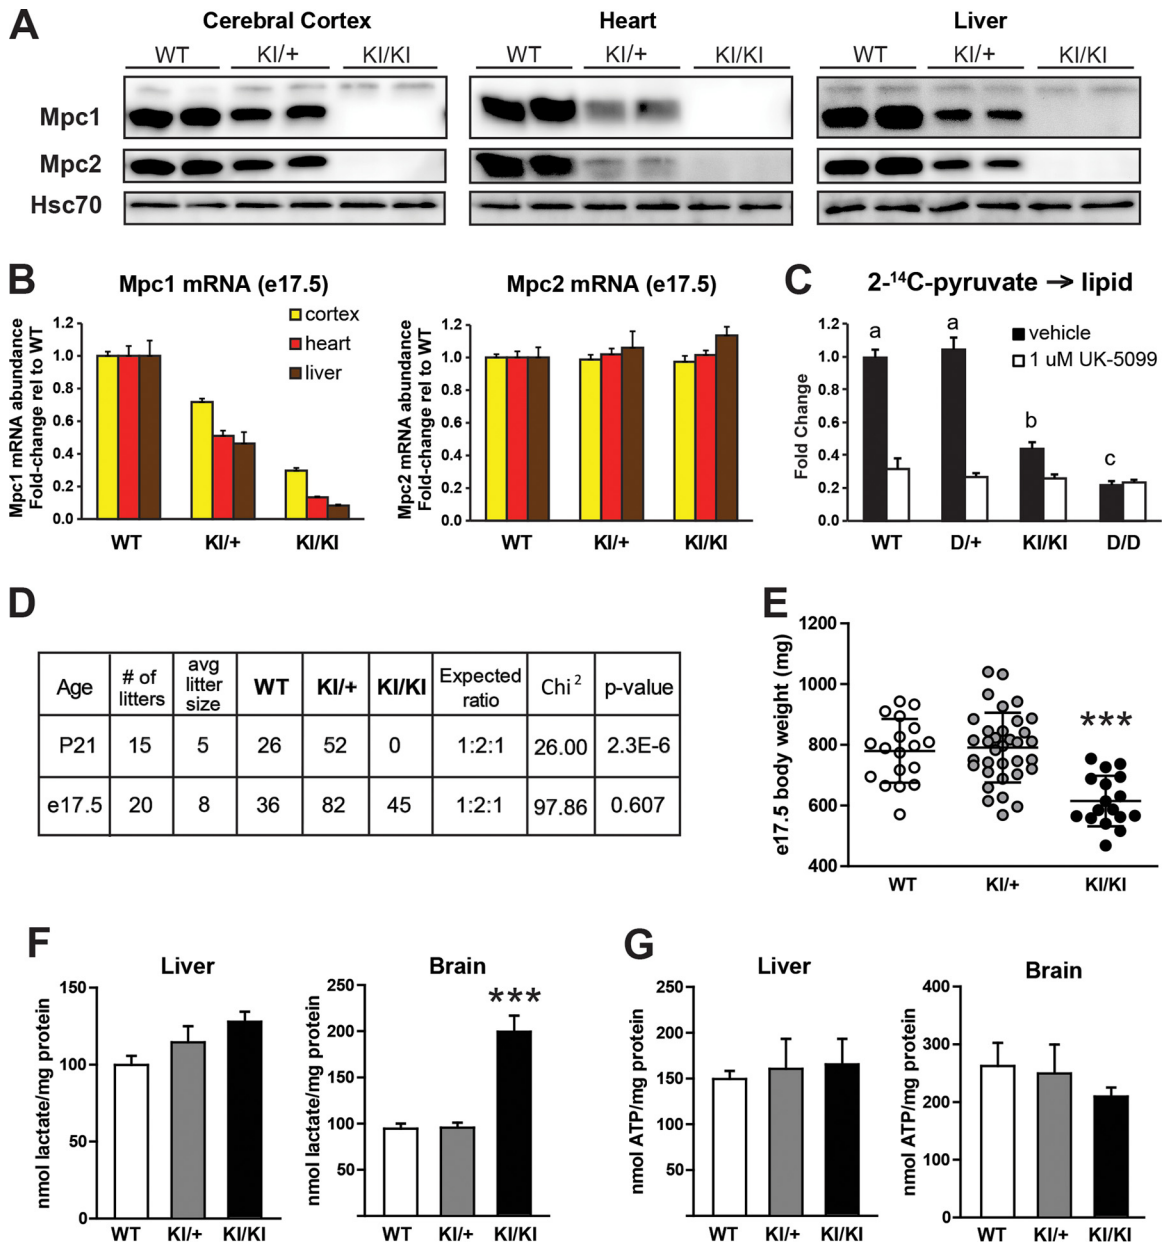 A
Cerebral Cortex
Heart
Liver
WT KI/+ KI/KI
WT KI/+ KI/KI
WT KI/+ KI/KI
Mpc1
Mpc2
Hsc70
B
Mpc1 mRNA (e17.5)
Mpc1 mRNA abundance
Fold-change rel to WT
1.2
1.0
0.8
0.6
0.4
0.2
0.0
cortex
heart
liver
WT KI/+ KI/KI
Mpc2 mRNA (e17.5)
Mpc2 mRNA abundance
Fold-change rel to WT
1.2
1.0
0.8
0.6
0.4
0.2
0.0
WT KI/+ KI/KI
C
2-¹⁴C-pyruvate → lipid
Fold Change
1.2
1.0
0.8
0.6
0.4
0.2
0.0
a
a
b
c
vehicle
1 uM UK-5099
WT D/+ KI/KI D/D
D
Age # of litters avg litter size WT KI/+ KI/KI Expected ratio Chi² p-value
P21 15 5 26 52 0 1:2:1 26.00 2.3E-6
e17.5 20 8 36 82 45 1:2:1 97.86 0.607
E
e17.5 body weight (mg)
1200
1000
800
600
400
***
WT KI/+ KI/KI
F
Liver
nmol lactate/mg protein
150
100
50
0
WT KI/+ KI/KI
Brain
nmol lactate/mg protein
250
200
150
100
50
***
WT KI/+ KI/KI
G
Liver
nmol ATP/mg protein
250
200
150
100
50
WT KI/+ KI/KI
Brain
nmol ATP/mg protein
400
300
200
100
0
WT KI/+ KI/KI